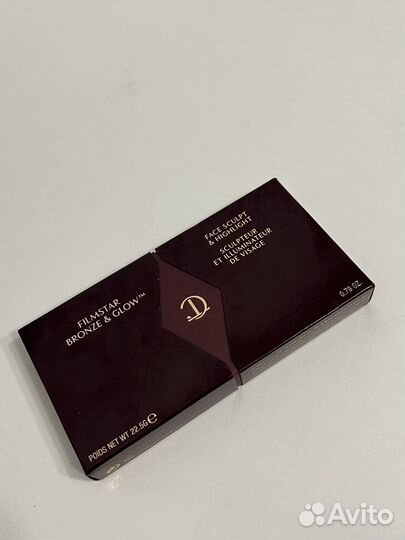 FILMSTAR
BRONZE & GLOW™
POIDS NET WT 22.5G ℮
FACE SCULPT
& HIGHLIGHT
SCULPTEUR
ET ILLUMINATEUR
DE VISAGE
0.79 OZ.
Avito